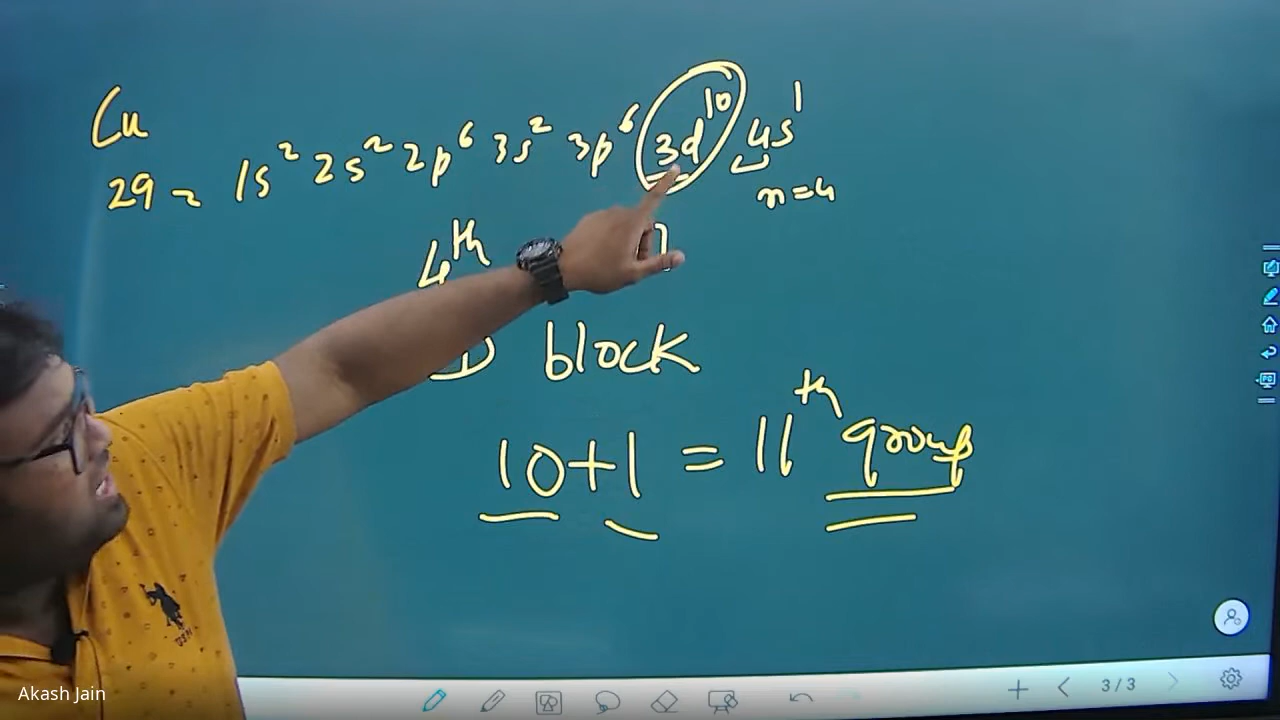 Cu
29 = 1s² 2s² 2p⁶ 3s² 3p⁶ 3d¹⁰ 4s¹
n=4
4th
D block
10+1 = 11th group
3/3
Akash Jain